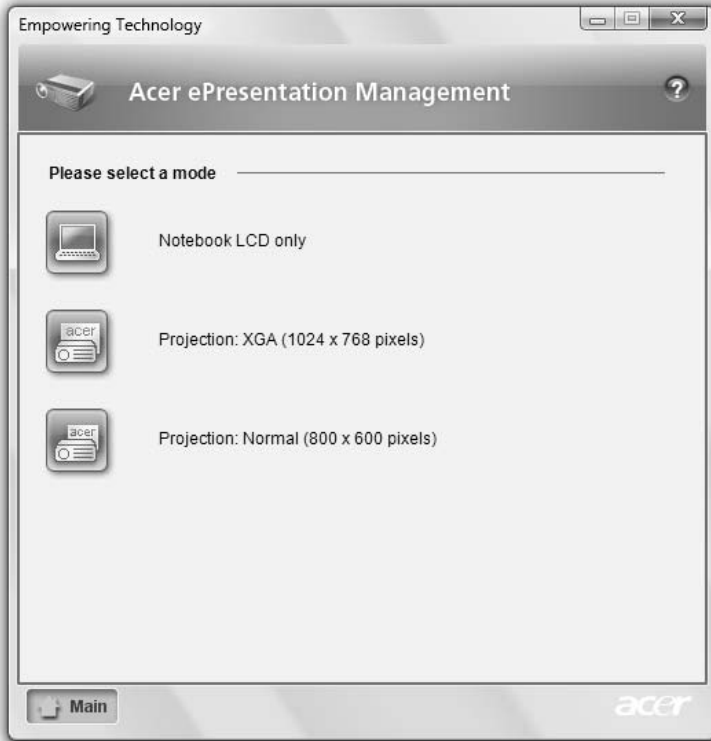 Empowering Technology
Acer ePresentation Management
?
Please select a mode
Notebook LCD only
acer
Projection: XGA (1024 x 768 pixels)
acer
Projection: Normal (800 x 600 pixels)
Main
acer